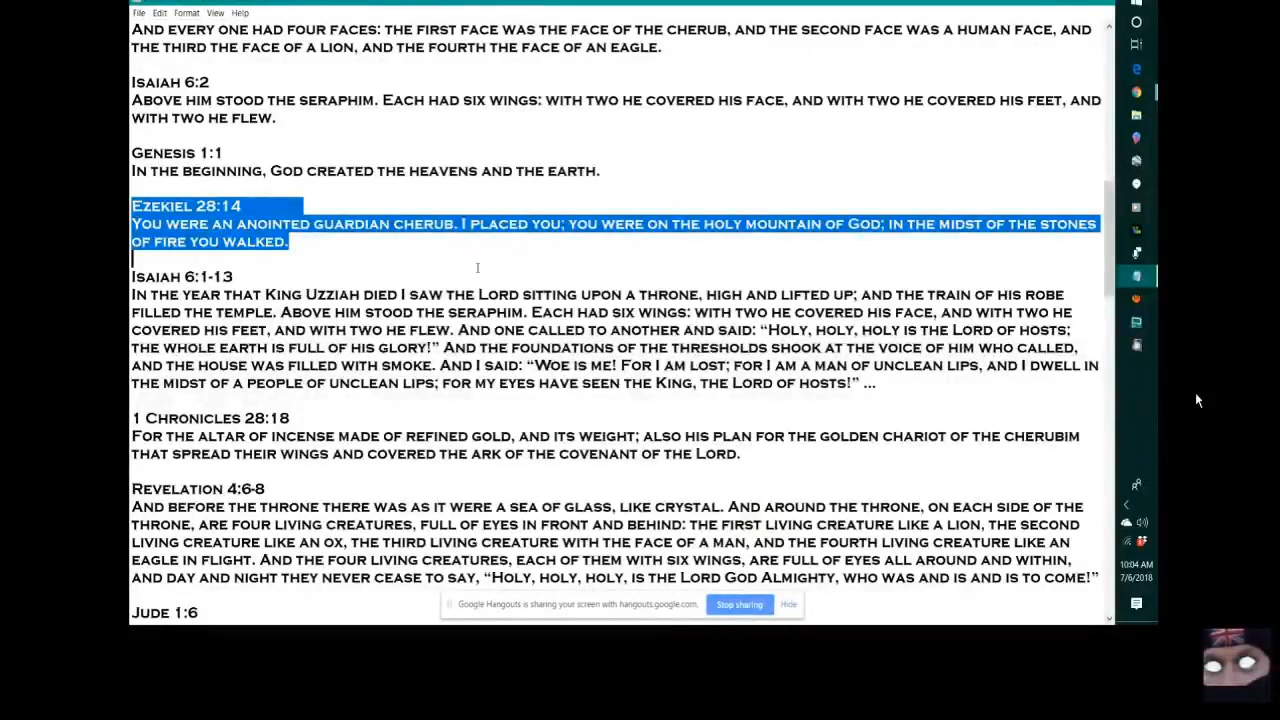 File Edit Format View Help
And every one had four faces: the first face was the face of the cherub, and the second face was a human face, and
the third the face of a lion, and the fourth the face of an eagle.
Isaiah 6:2
Above him stood the seraphim. Each had six wings: with two he covered his face, and with two he covered his feet, and
with two he flew.
Genesis 1:1
In the beginning, God created the heavens and the earth.
Ezekiel 28:14
You were an anointed guardian cherub. I placed you; you were on the holy mountain of God; in the midst of the stones
of fire you walked.
Isaiah 6:1-13
In the year that King Uzziah died I saw the Lord sitting upon a throne, high and lifted up; and the train of his robe
filled the temple. Above him stood the seraphim. Each had six wings: with two he covered his face, and with two he
covered his feet, and with two he flew. And one called to another and said: “Holy, holy, holy is the Lord of hosts;
the whole earth is full of his glory!” And the foundations of the thresholds shook at the voice of him who called,
and the house was filled with smoke. And I said: “Woe is me! For I am lost; for I am a man of unclean lips, and I dwell in
the midst of a people of unclean lips; for my eyes have seen the King, the Lord of hosts!” ...
1 Chronicles 28:18
For the altar of incense made of refined gold, and its weight; also his plan for the golden chariot of the cherubim
that spread their wings and covered the ark of the covenant of the Lord.
Revelation 4:6-8
And before the throne there was as it were a sea of glass, like crystal. And around the throne, on each side of the
throne, are four living creatures, full of eyes in front and behind: the first living creature like a lion, the second
living creature like an ox, the third living creature with the face of a man, and the fourth living creature like an
eagle in flight. And the four living creatures, each of them with six wings, are full of eyes all around and within,
and day and night they never cease to say, “Holy, holy, holy, is the Lord God Almighty, who was and is and is to come!”
Jude 1:6
Google Hangouts is sharing your screen with hangouts.google.com. Stop sharing Hide
10:04 AM
7/6/2018